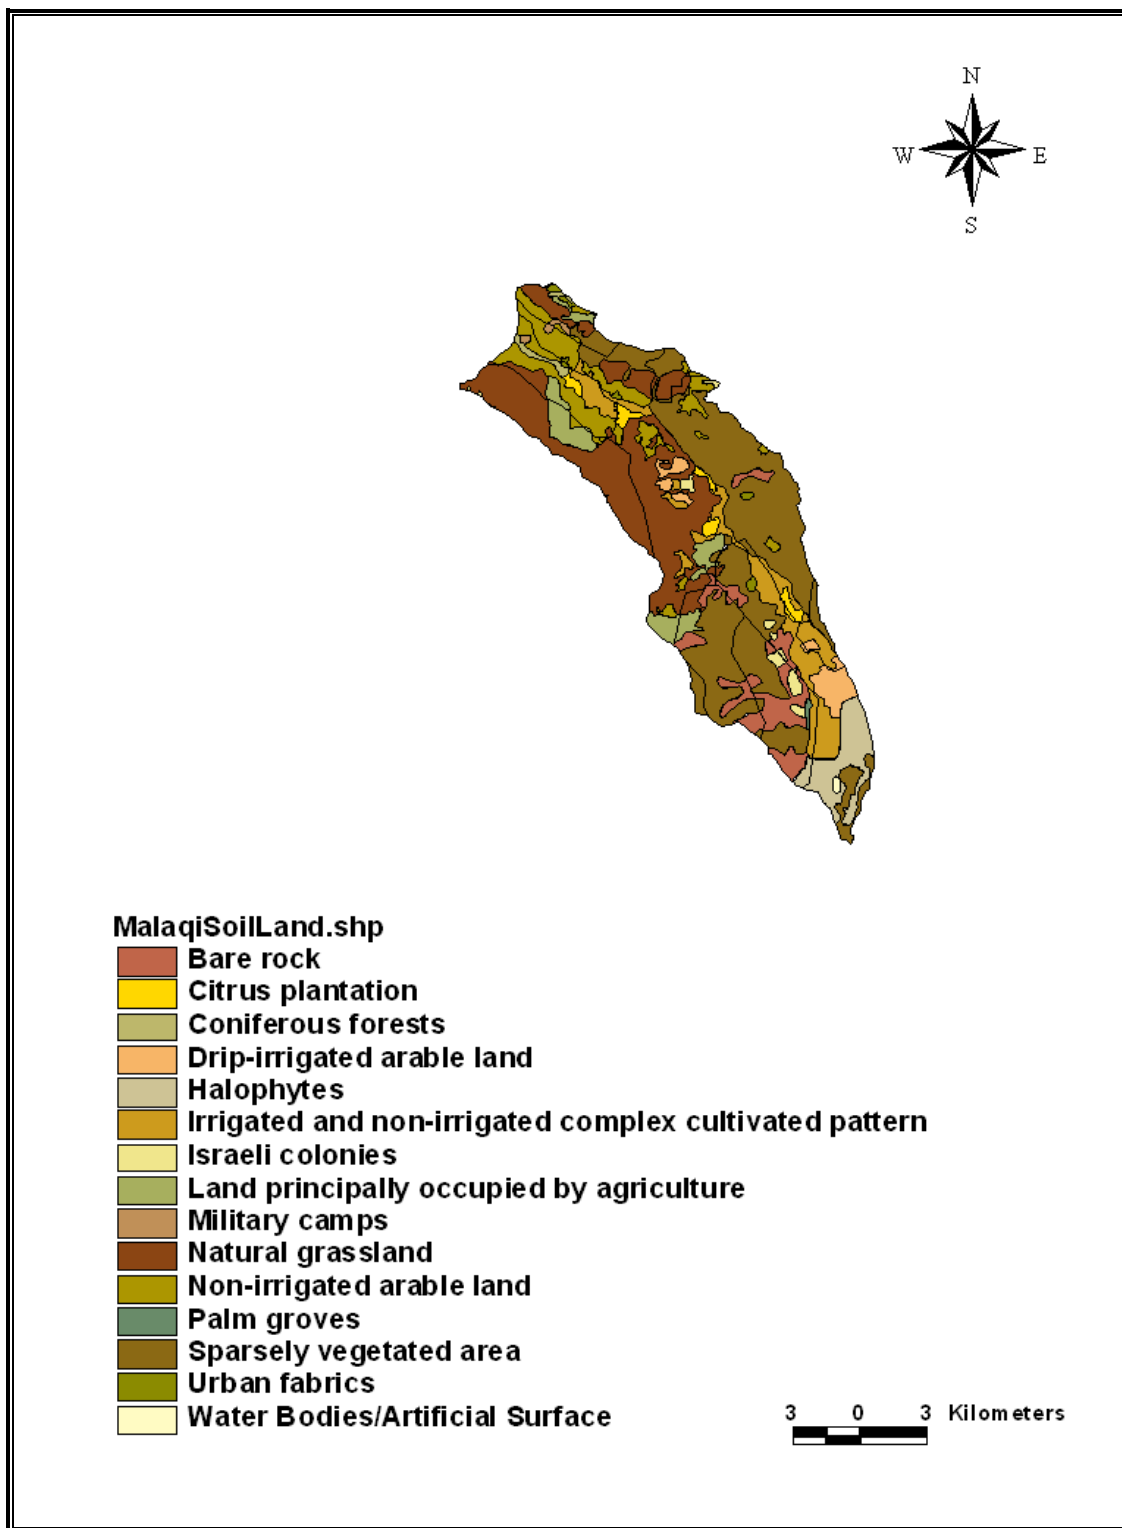 N
W E
S
MalaqiSoilLand.shp
Bare rock
Citrus plantation
Coniferous forests
Drip-irrigated arable land
Halophytes
Irrigated and non-irrigated complex cultivated pattern
Israeli colonies
Land principally occupied by agriculture
Military camps
Natural grassland
Non-irrigated arable land
Palm groves
Sparsely vegetated area
Urban fabrics
Water Bodies/Artificial Surface
3 0 3 Kilometers